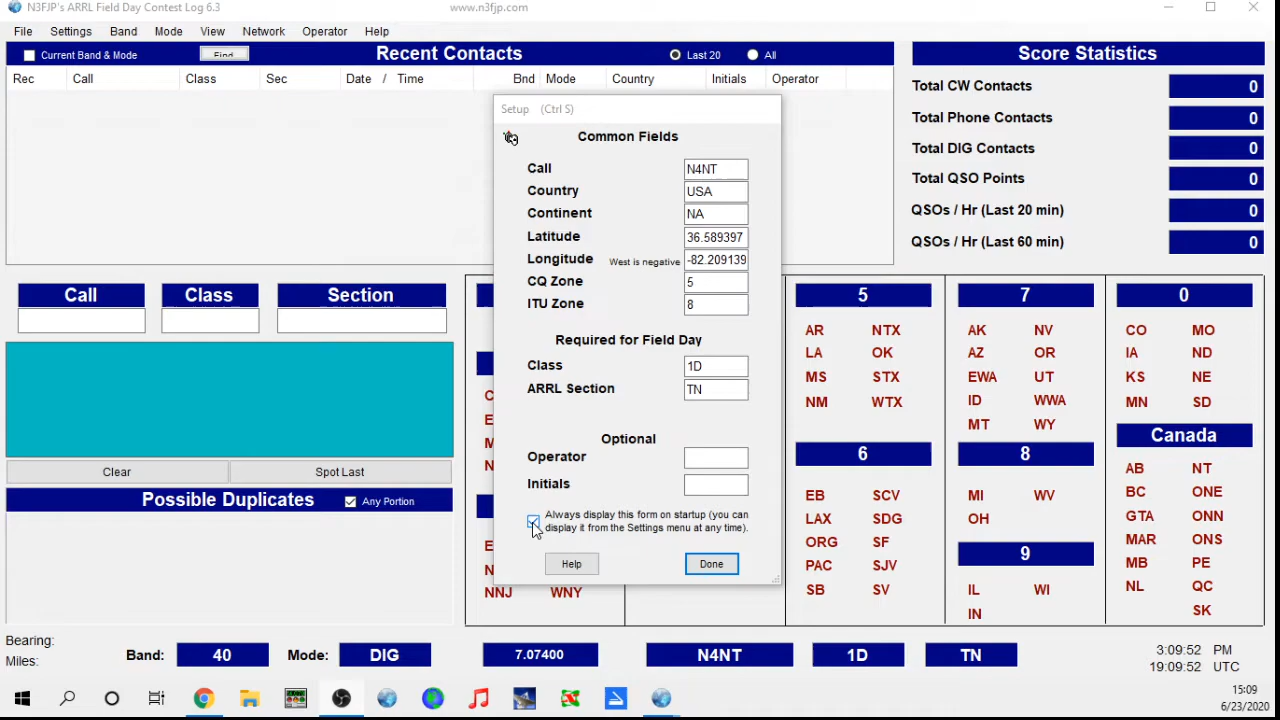 N3FJP's ARRL Field Day Contest Log 6.3
www.n3fjp.com
File Settings Band Mode View Network Operator Help
Current Band & Mode Find Recent Contacts Last 20 All
Rec Call Class Sec Date / Time Bnd Mode Country Initials Operator
Score Statistics
Total CW Contacts 0
Total Phone Contacts 0
Total DIG Contacts 0
Total QSO Points 0
QSOs / Hr (Last 20 min) 0
QSOs / Hr (Last 60 min) 0
Setup (Ctrl S)
Common Fields
Call N4NT
Country USA
Continent NA
Latitude 36.589397
Longitude West is negative -82.209139
CQ Zone 5
ITU Zone 8
Required for Field Day
Class 1D
ARRL Section TN
Optional
Operator
Initials
Always display this form on startup (you can
display it from the Settings menu at any time).
Help Done
Call Class Section
Clear Spot Last
Possible Duplicates Any Portion
NNJ WNY
5
AR NTX
LA OK
MS STX
NM WTX
6
EB SCV
LAX SDG
ORG SF
PAC SJV
SB SV
7
AK NV
AZ OR
EWA UT
ID WWA
MT WY
8
MI WV
OH
9
IL WI
IN
0
CO MO
IA ND
KS NE
MN SD
Canada
AB NT
BC ONE
GTA ONN
MAR ONS
MB PE
NL QC
SK
Bearing:
Miles:
Band: 40 Mode: DIG 7.07400 N4NT 1D TN
3:09:52 PM
19:09:52 UTC
15:09
6/23/2020